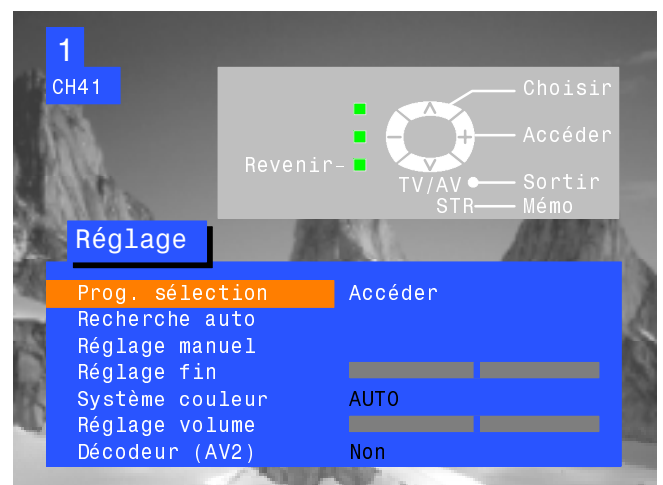 1
CH41
Choisir
Accéder
Revenir-
TV/AV
Sortir
STR
Mémo
Réglage
Prog. sélection Accéder
Recherche auto
Réglage manuel
Réglage fin
Système couleur AUTO
Réglage volume
Décodeur (AV2) Non